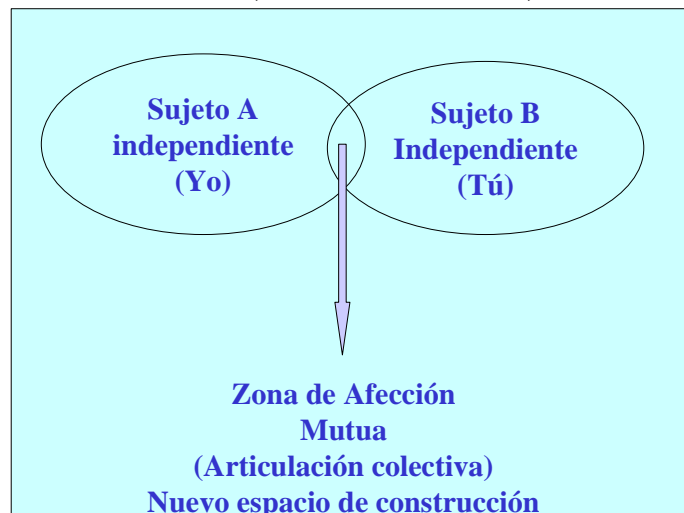 Sujeto A
independiente
(Yo)
Sujeto B
Independiente
(Tú)
Zona de Afección
Mutua
(Articulación colectiva)
Nuevo espacio de construcción